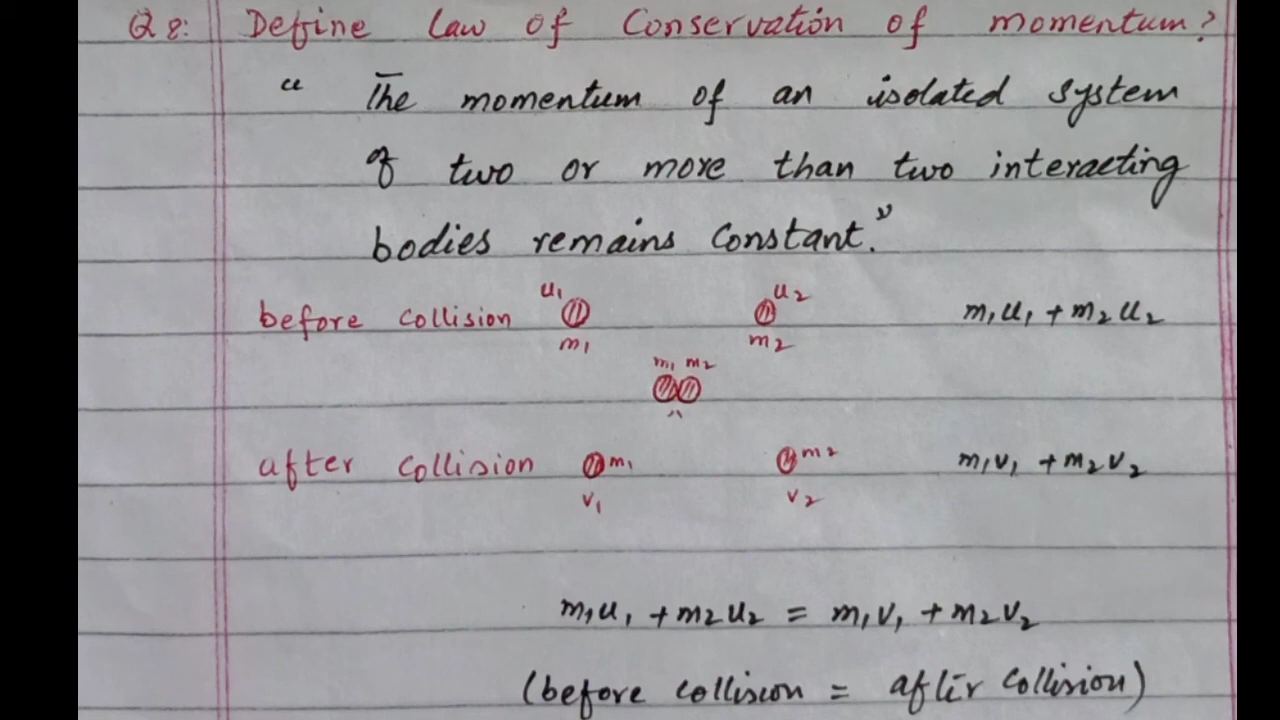 Q 8: Define Law of Conservation of momentum?
" The momentum of an isolated system
of two or more than two interacting
bodies remains constant."
before collision u₁ m₁ u₂ m₂ m₁u₁ + m₂u₂
m₁ m₂
after collision m₁ v₁ m₂ v₂ m₁v₁ + m₂v₂
m₁u₁ + m₂u₂ = m₁v₁ + m₂v₂
(before collision = after collision)